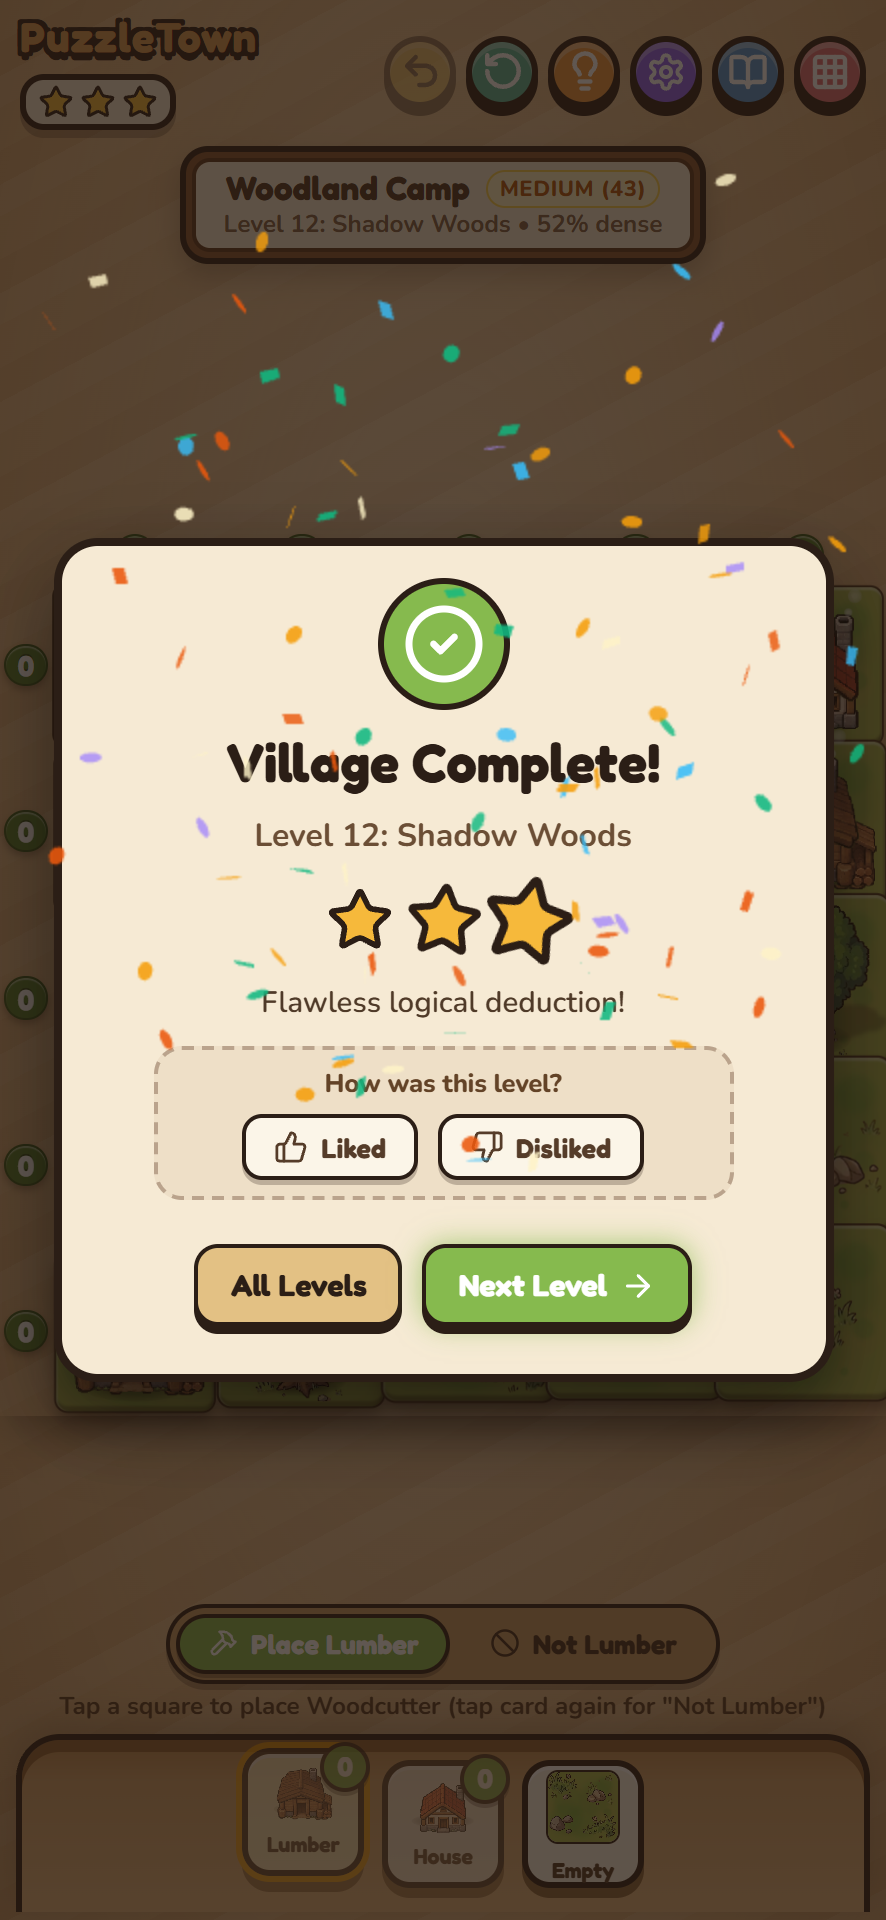 PuzzleTown
Woodland Camp MEDIUM (43)
Level 12: Shadow Woods • 52% dense
0
Village Complete!
0
Level 12: Shadow Woods
0
Flawless logical deduction!
How was this level?
0
Liked Disliked
All Levels Next Level
0
Place Lumber Not Lumber
Tap a square to place Woodcutter (tap card again for "Not Lumber")
0 0
Lumber House Empty